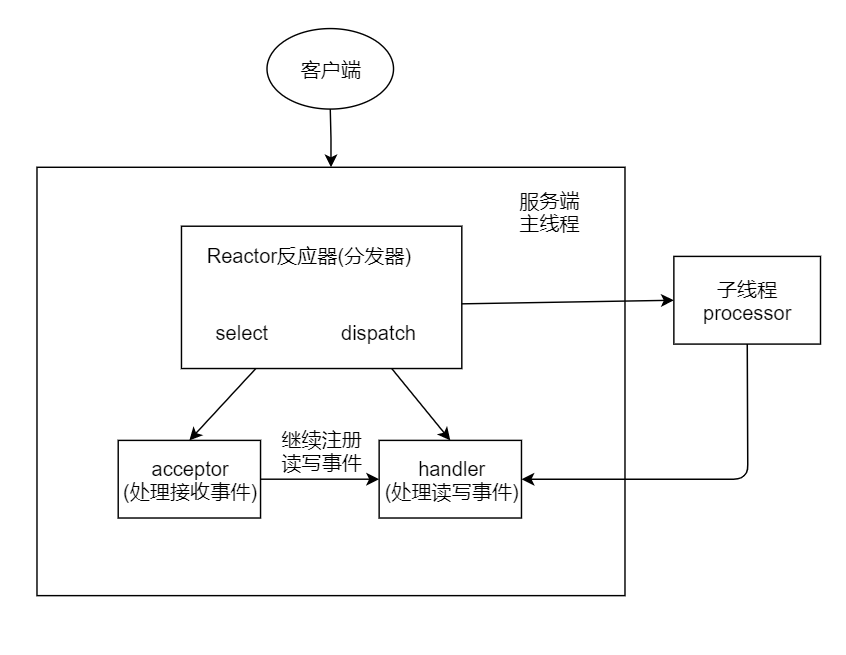 客户端
服务端
主线程
Reactor反应器(分发器)
select
dispatch
子线程
processor
继续注册
读写事件
acceptor
(处理接收事件)
handler
(处理读写事件)